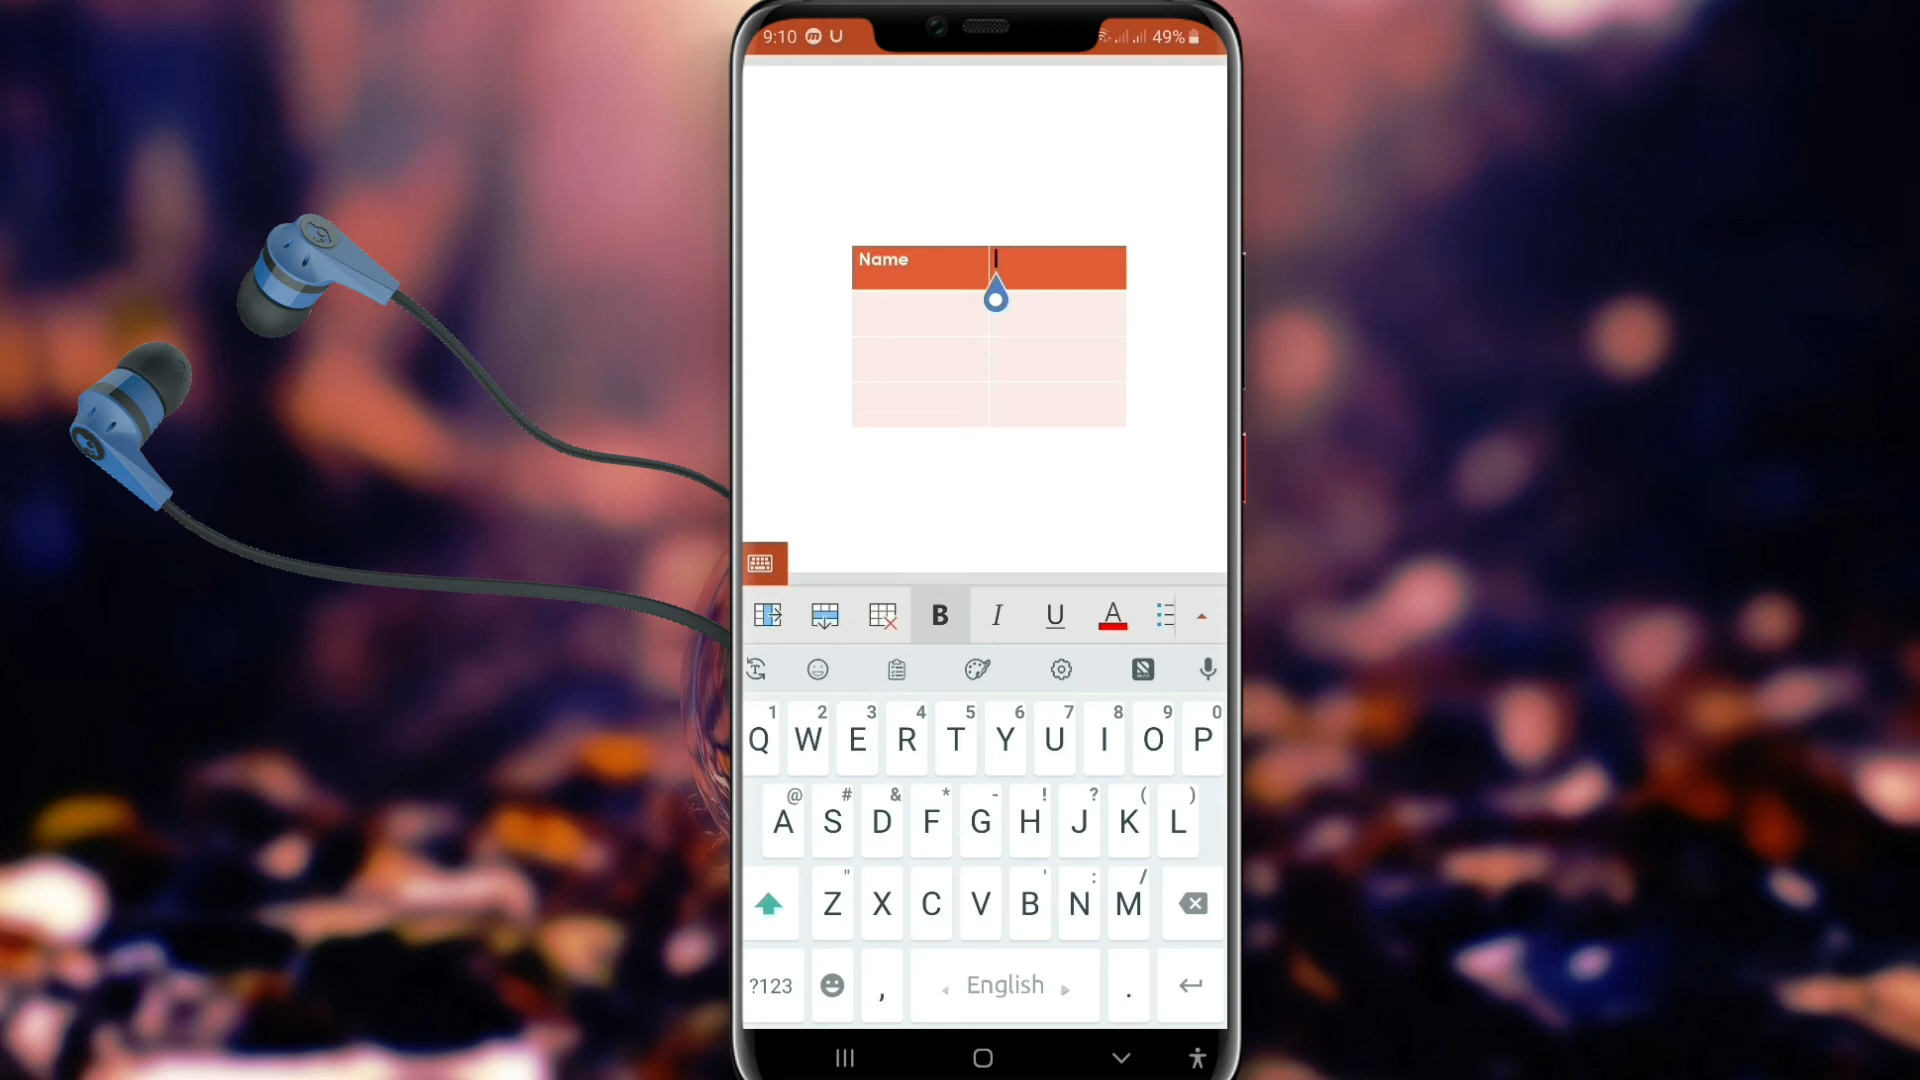 9:10 m U 49%
Name
B I U A
1 2 3 4 5 6 7 8 9 0
Q W E R T Y U I O P
@ # & * - ! ? ( )
A S D F G H J K L
" ' : /
Z X C V B N M
?123 , English .